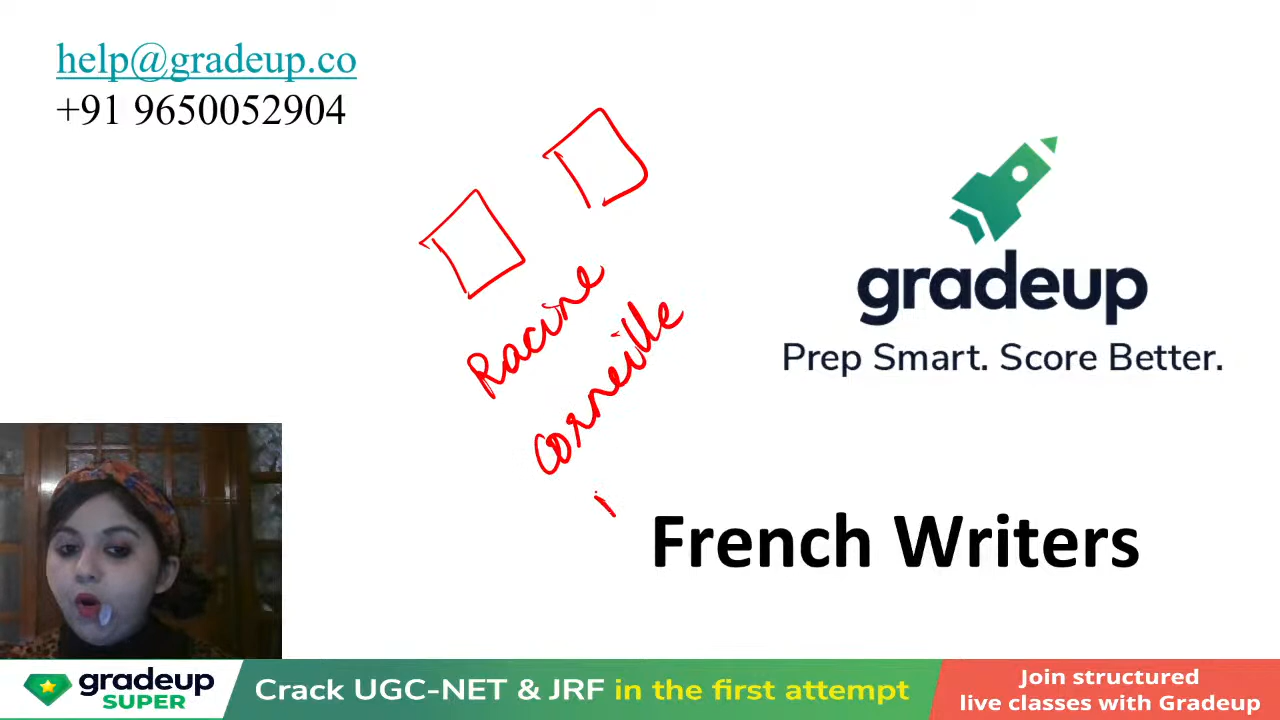 help@gradeup.co
+91 9650052904
Racine
Corneille
gradeup
Prep Smart. Score Better.
French Writers
gradeup
SUPER
Crack UGC-NET & JRF in the first attempt
Join structured
live classes with Gradeup